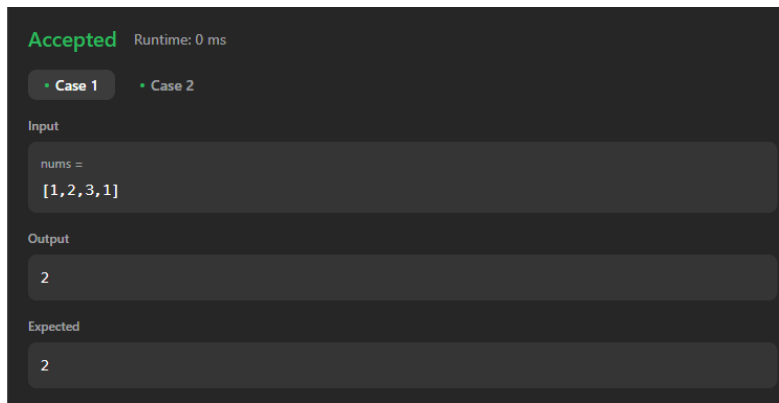 Accepted Runtime: 0 ms
• Case 1 • Case 2
Input
nums =
[1,2,3,1]
Output
2
Expected
2